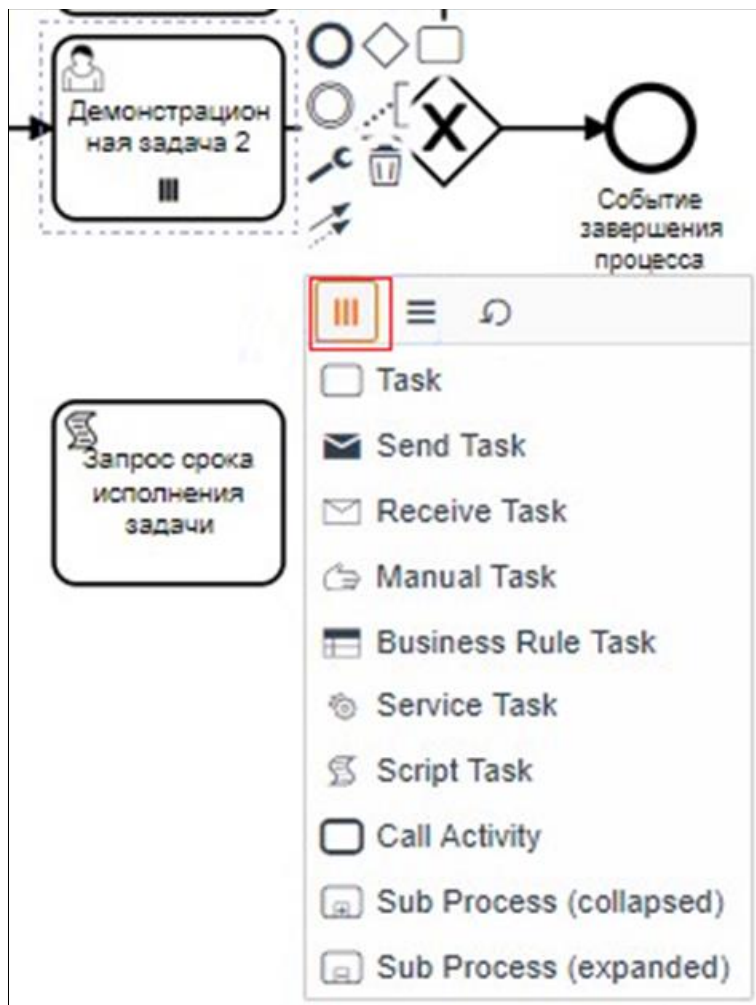 Демонстрацион
ная задача 2
Событие
завершения
процесса
Запрос срока
исполнения
задачи
Task
Send Task
Receive Task
Manual Task
Business Rule Task
Service Task
Script Task
Call Activity
Sub Process (collapsed)
Sub Process (expanded)